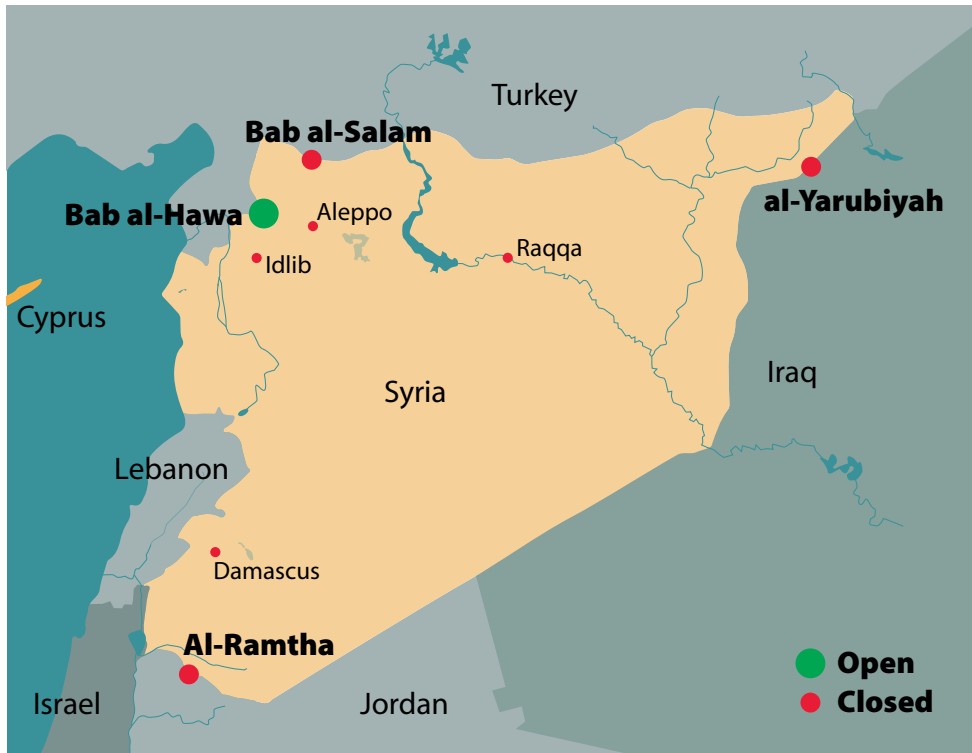 Turkey
Bab al-Salam
al-Yarubiyah
Bab al-Hawa
Aleppo
Idlib
Raqqa
Cyprus
Syria
Iraq
Lebanon
Damascus
Al-Ramtha
Israel
Jordan
Open
Closed